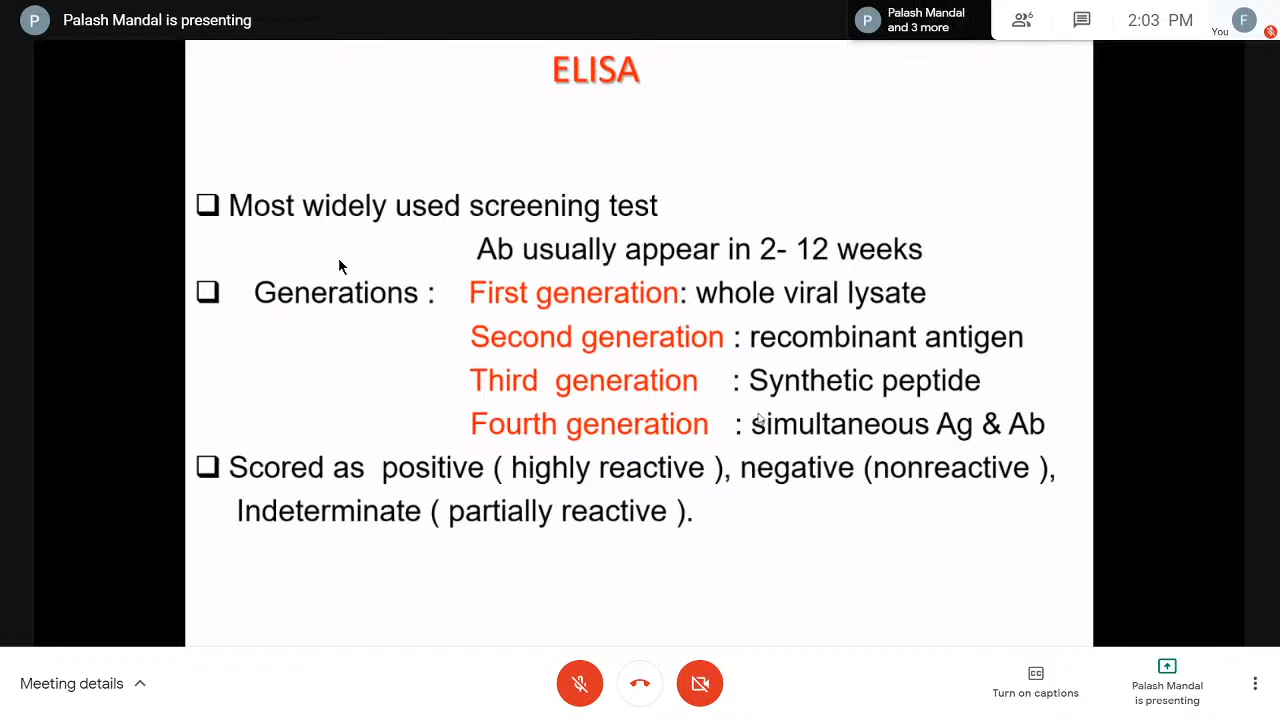 P Palash Mandal is presenting
P Palash Mandal and 3 more
6
2:03 PM
You F
ELISA
Most widely used screening test
Ab usually appear in 2- 12 weeks
Generations : First generation: whole viral lysate
Second generation : recombinant antigen
Third generation : Synthetic peptide
Fourth generation : simultaneous Ag & Ab
Scored as positive ( highly reactive ), negative (nonreactive ),
Indeterminate ( partially reactive ).
Meeting details
CC
Turn on captions
Palash Mandal
is presenting